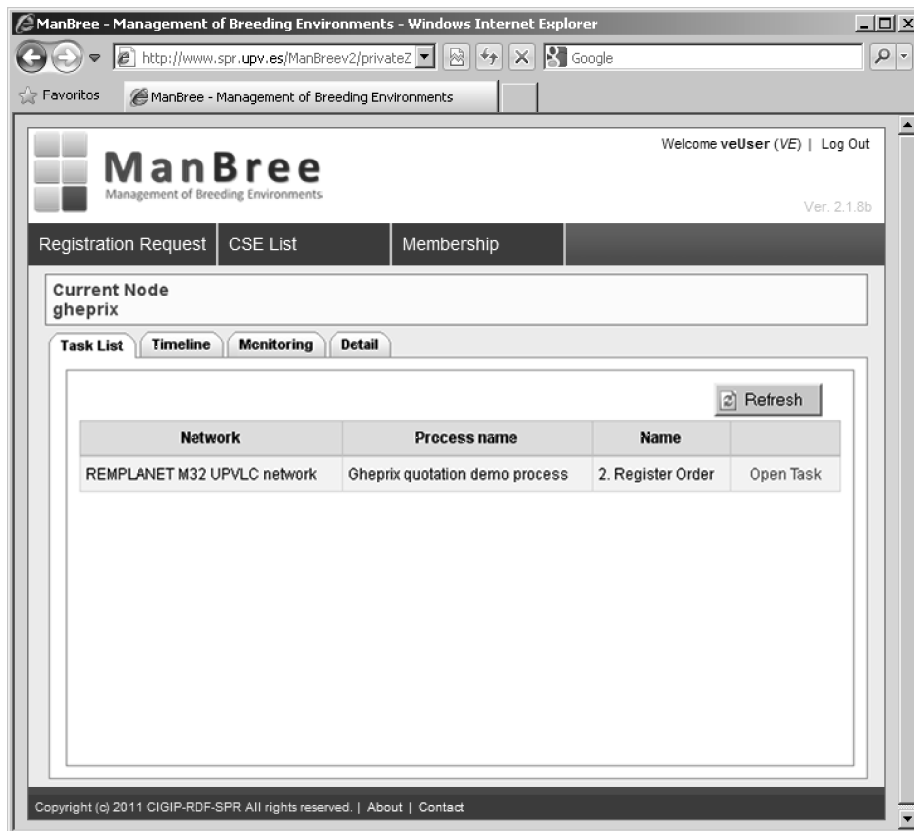 ManBree - Management of Breeding Environments - Windows Internet Explorer
http://www.spr.upv.es/ManBreev2/privateZ
Google
Favoritos
ManBree - Management of Breeding Environments
Welcome veUser (VE) | Log Out
ManBree
Management of Breeding Environments
Ver. 2.1.8b
Registration Request CSE List Membership
Current Node
gheprix
Task List Timeline Monitoring Detail
Refresh
Network Process name Name
REMPLANET M32 UPVLC network Gheprix quotation demo process 2. Register Order Open Task
Copyright (c) 2011 CIGIP-RDF-SPR All rights reserved. | About | Contact